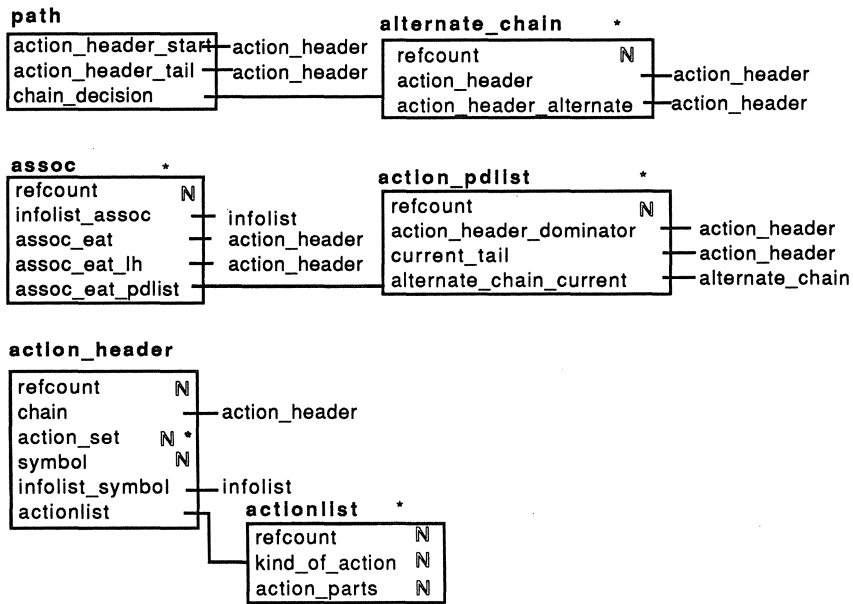 path
action_header_start action_header
action_header_tail action_header
chain_decision
alternate_chain *
refcount ℕ
action_header action_header
action_header_alternate action_header
assoc *
refcount ℕ
infolist_assoc infolist
assoc_eat action_header
assoc_eat_lh action_header
assoc_eat_pdlist
action_pdlist *
refcount ℕ
action_header_dominator action_header
current_tail action_header
alternate_chain_current alternate_chain
action_header
refcount ℕ
chain action_header
action_set ℕ *
symbol ℕ
infolist_symbol infolist
actionlist
actionlist *
refcount ℕ
kind_of_action ℕ
action_parts ℕ